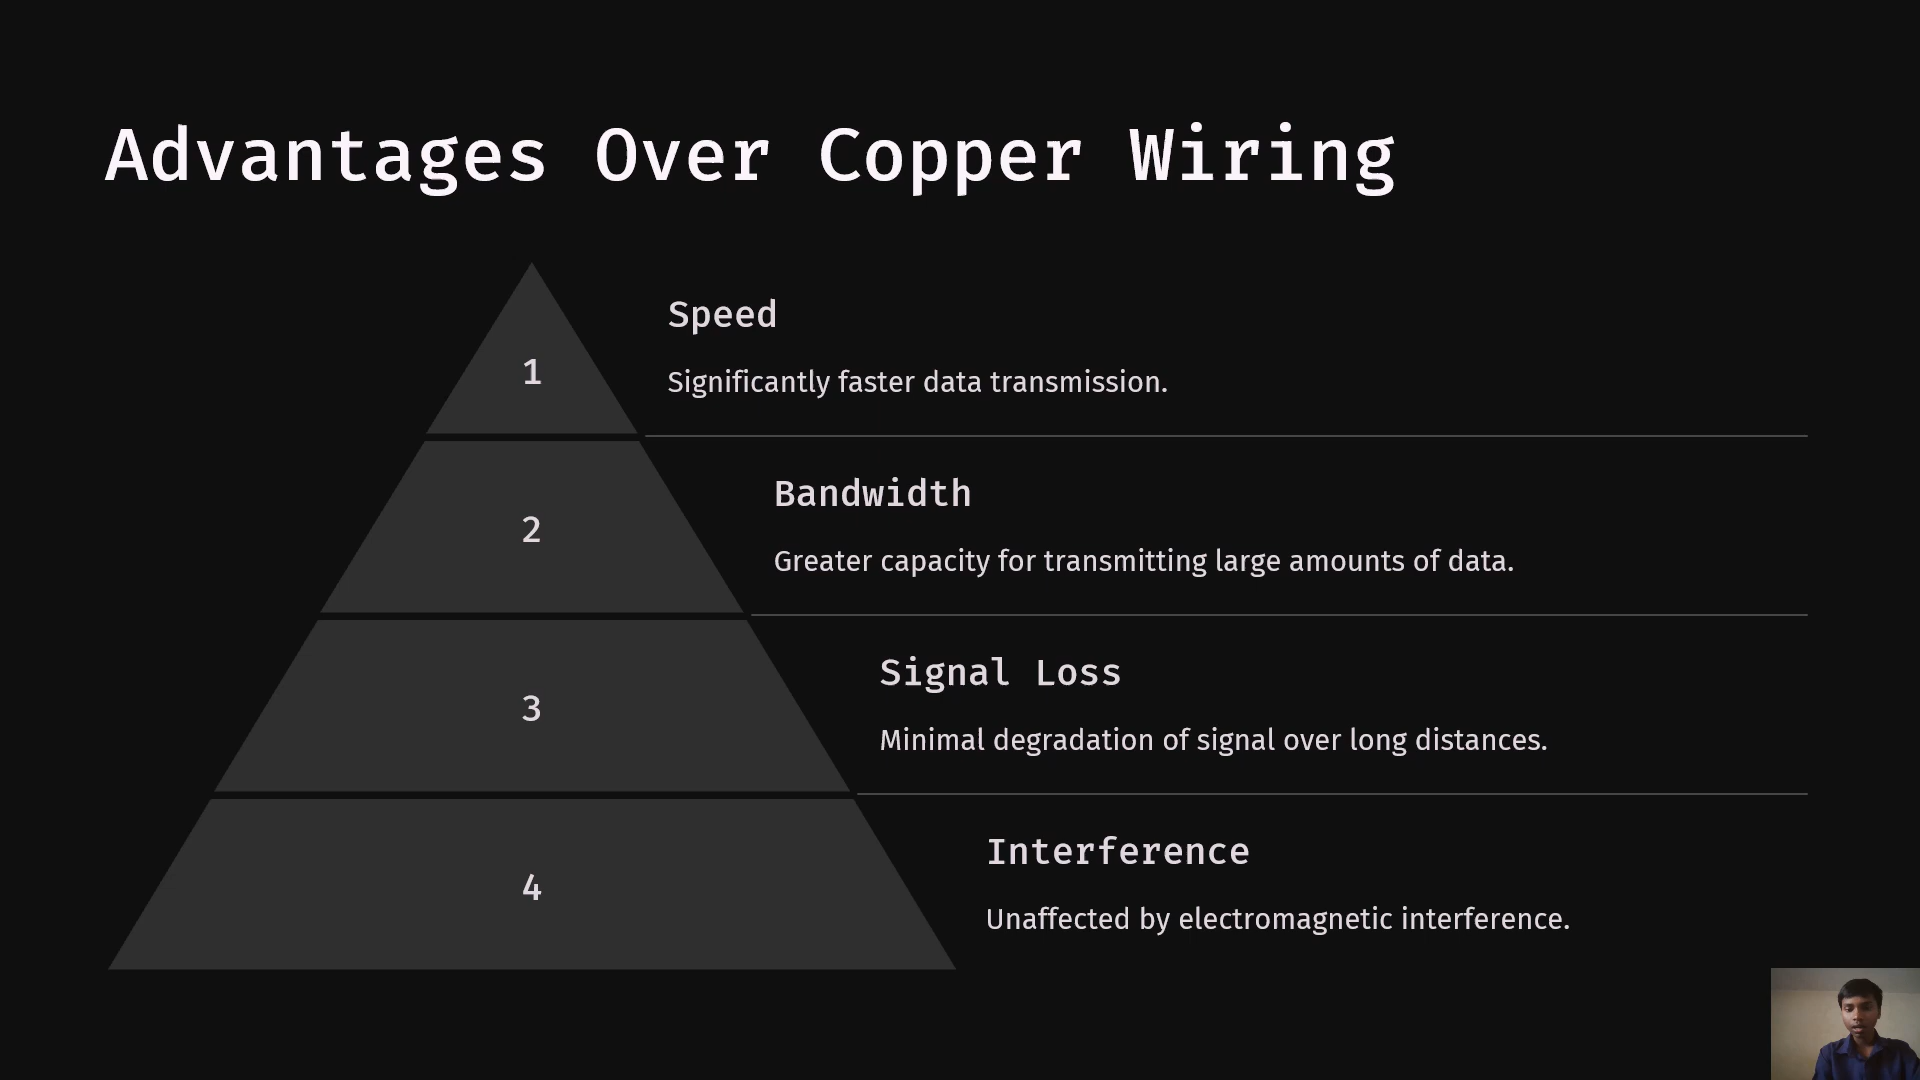 Advantages Over Copper Wiring
1
Speed
Significantly faster data transmission.
2
Bandwidth
Greater capacity for transmitting large amounts of data.
3
Signal Loss
Minimal degradation of signal over long distances.
4
Interference
Unaffected by electromagnetic interference.